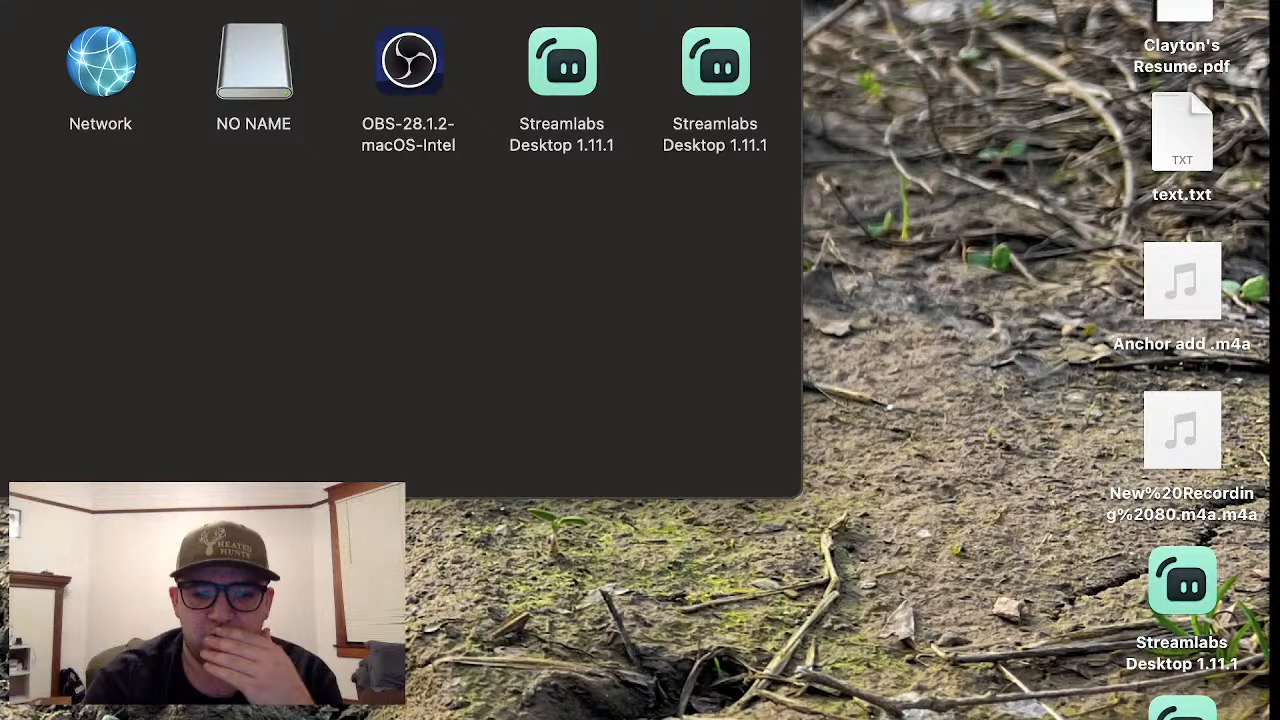 Network
NO NAME
OBS-28.1.2-
macOS-Intel
Streamlabs
Desktop 1.11.1
Streamlabs
Desktop 1.11.1
Clayton's
Resume.pdf
TXT
text.txt
Anchor add .m4a
New%20Recordin
g%2080.m4a.m4a
Streamlabs
Desktop 1.11.1
HEATED
HUNTS